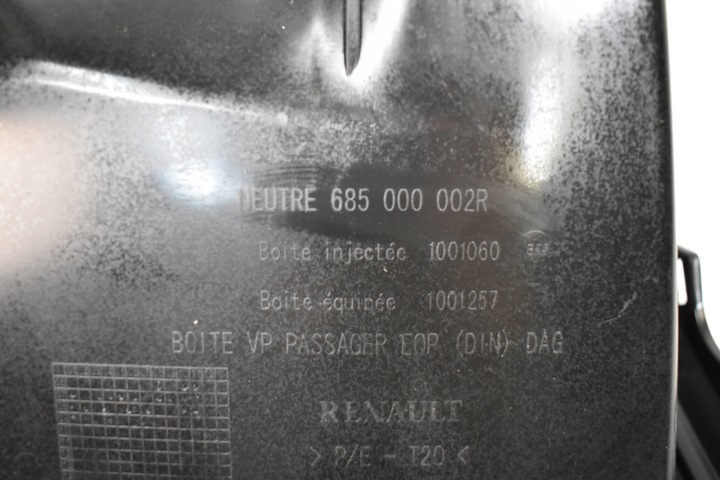 NEUTRE 685 000 002R
Boite injectée 1001060
Boite équipée 1001257
BOITE VP PASSAGER EOP (DIN) DAG
RENAULT
> P/E - T20 <